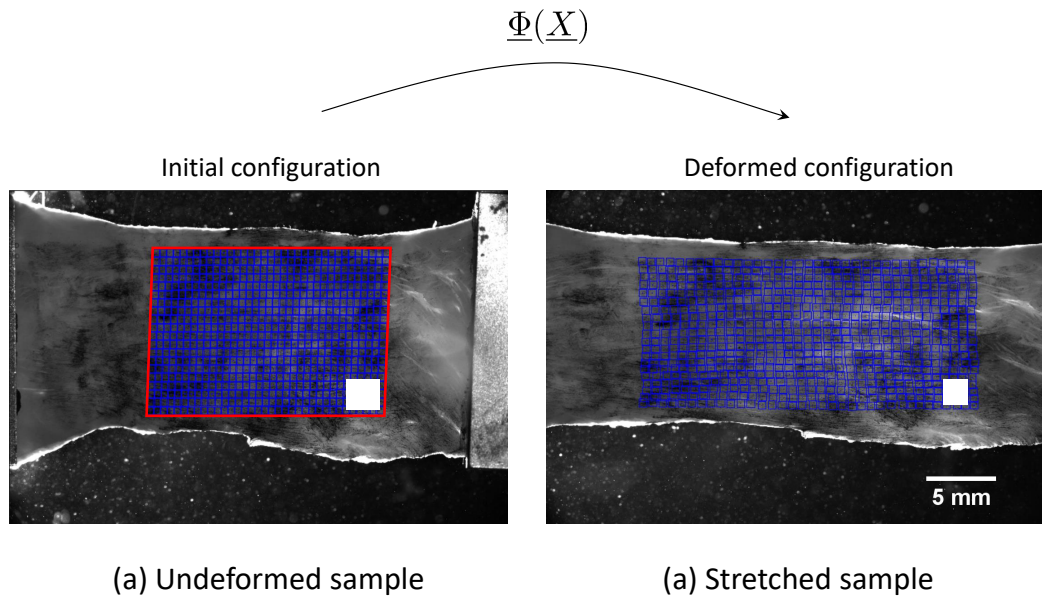 Φ(X)
Initial configuration
Deformed configuration
5 mm
(a) Undeformed sample
(a) Stretched sample